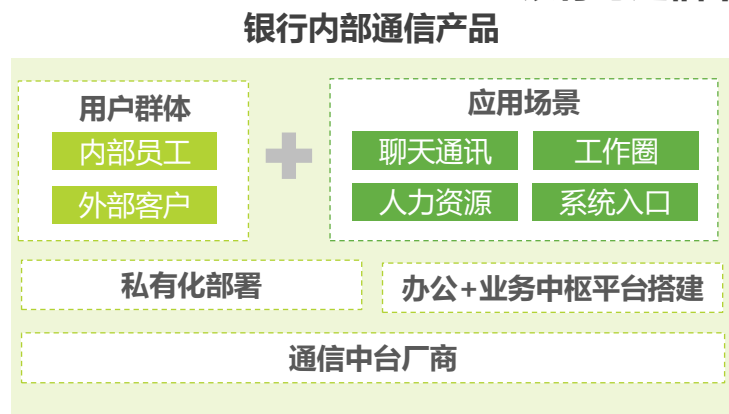 银行内部通信产品
用户群体
内部员工
外部客户
应用场景
聊天通讯
工作圈
人力资源
系统入口
私有化部署
办公+业务中枢平台搭建
通信中台厂商